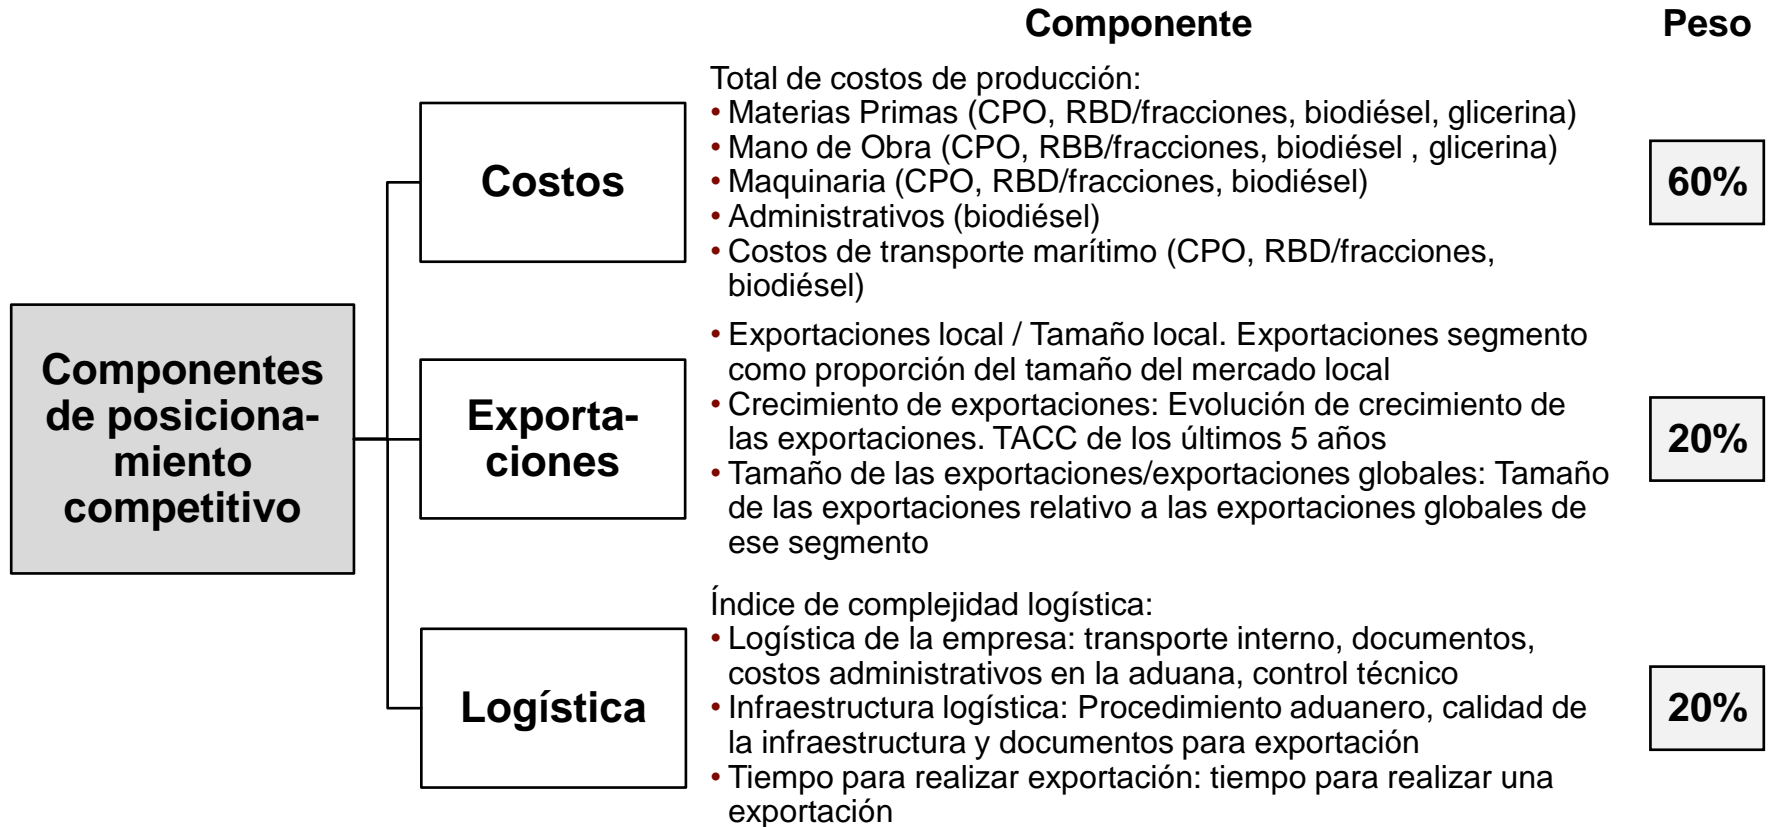 Componente Peso
Componentes
de posiciona-
miento
competitivo
Costos
Total de costos de producción:
• Materias Primas (CPO, RBD/fracciones, biodiésel, glicerina)
• Mano de Obra (CPO, RBB/fracciones, biodiésel , glicerina)
• Maquinaria (CPO, RBD/fracciones, biodiésel)
• Administrativos (biodiésel)
• Costos de transporte marítimo (CPO, RBD/fracciones,
biodiésel)
60%
Exporta-
ciones
• Exportaciones local / Tamaño local. Exportaciones segmento
como proporción del tamaño del mercado local
• Crecimiento de exportaciones: Evolución de crecimiento de
las exportaciones. TACC de los últimos 5 años
• Tamaño de las exportaciones/exportaciones globales: Tamaño
de las exportaciones relativo a las exportaciones globales de
ese segmento
20%
Logística
Índice de complejidad logística:
• Logística de la empresa: transporte interno, documentos,
costos administrativos en la aduana, control técnico
• Infraestructura logística: Procedimiento aduanero, calidad de
la infraestructura y documentos para exportación
• Tiempo para realizar exportación: tiempo para realizar una
exportación
20%